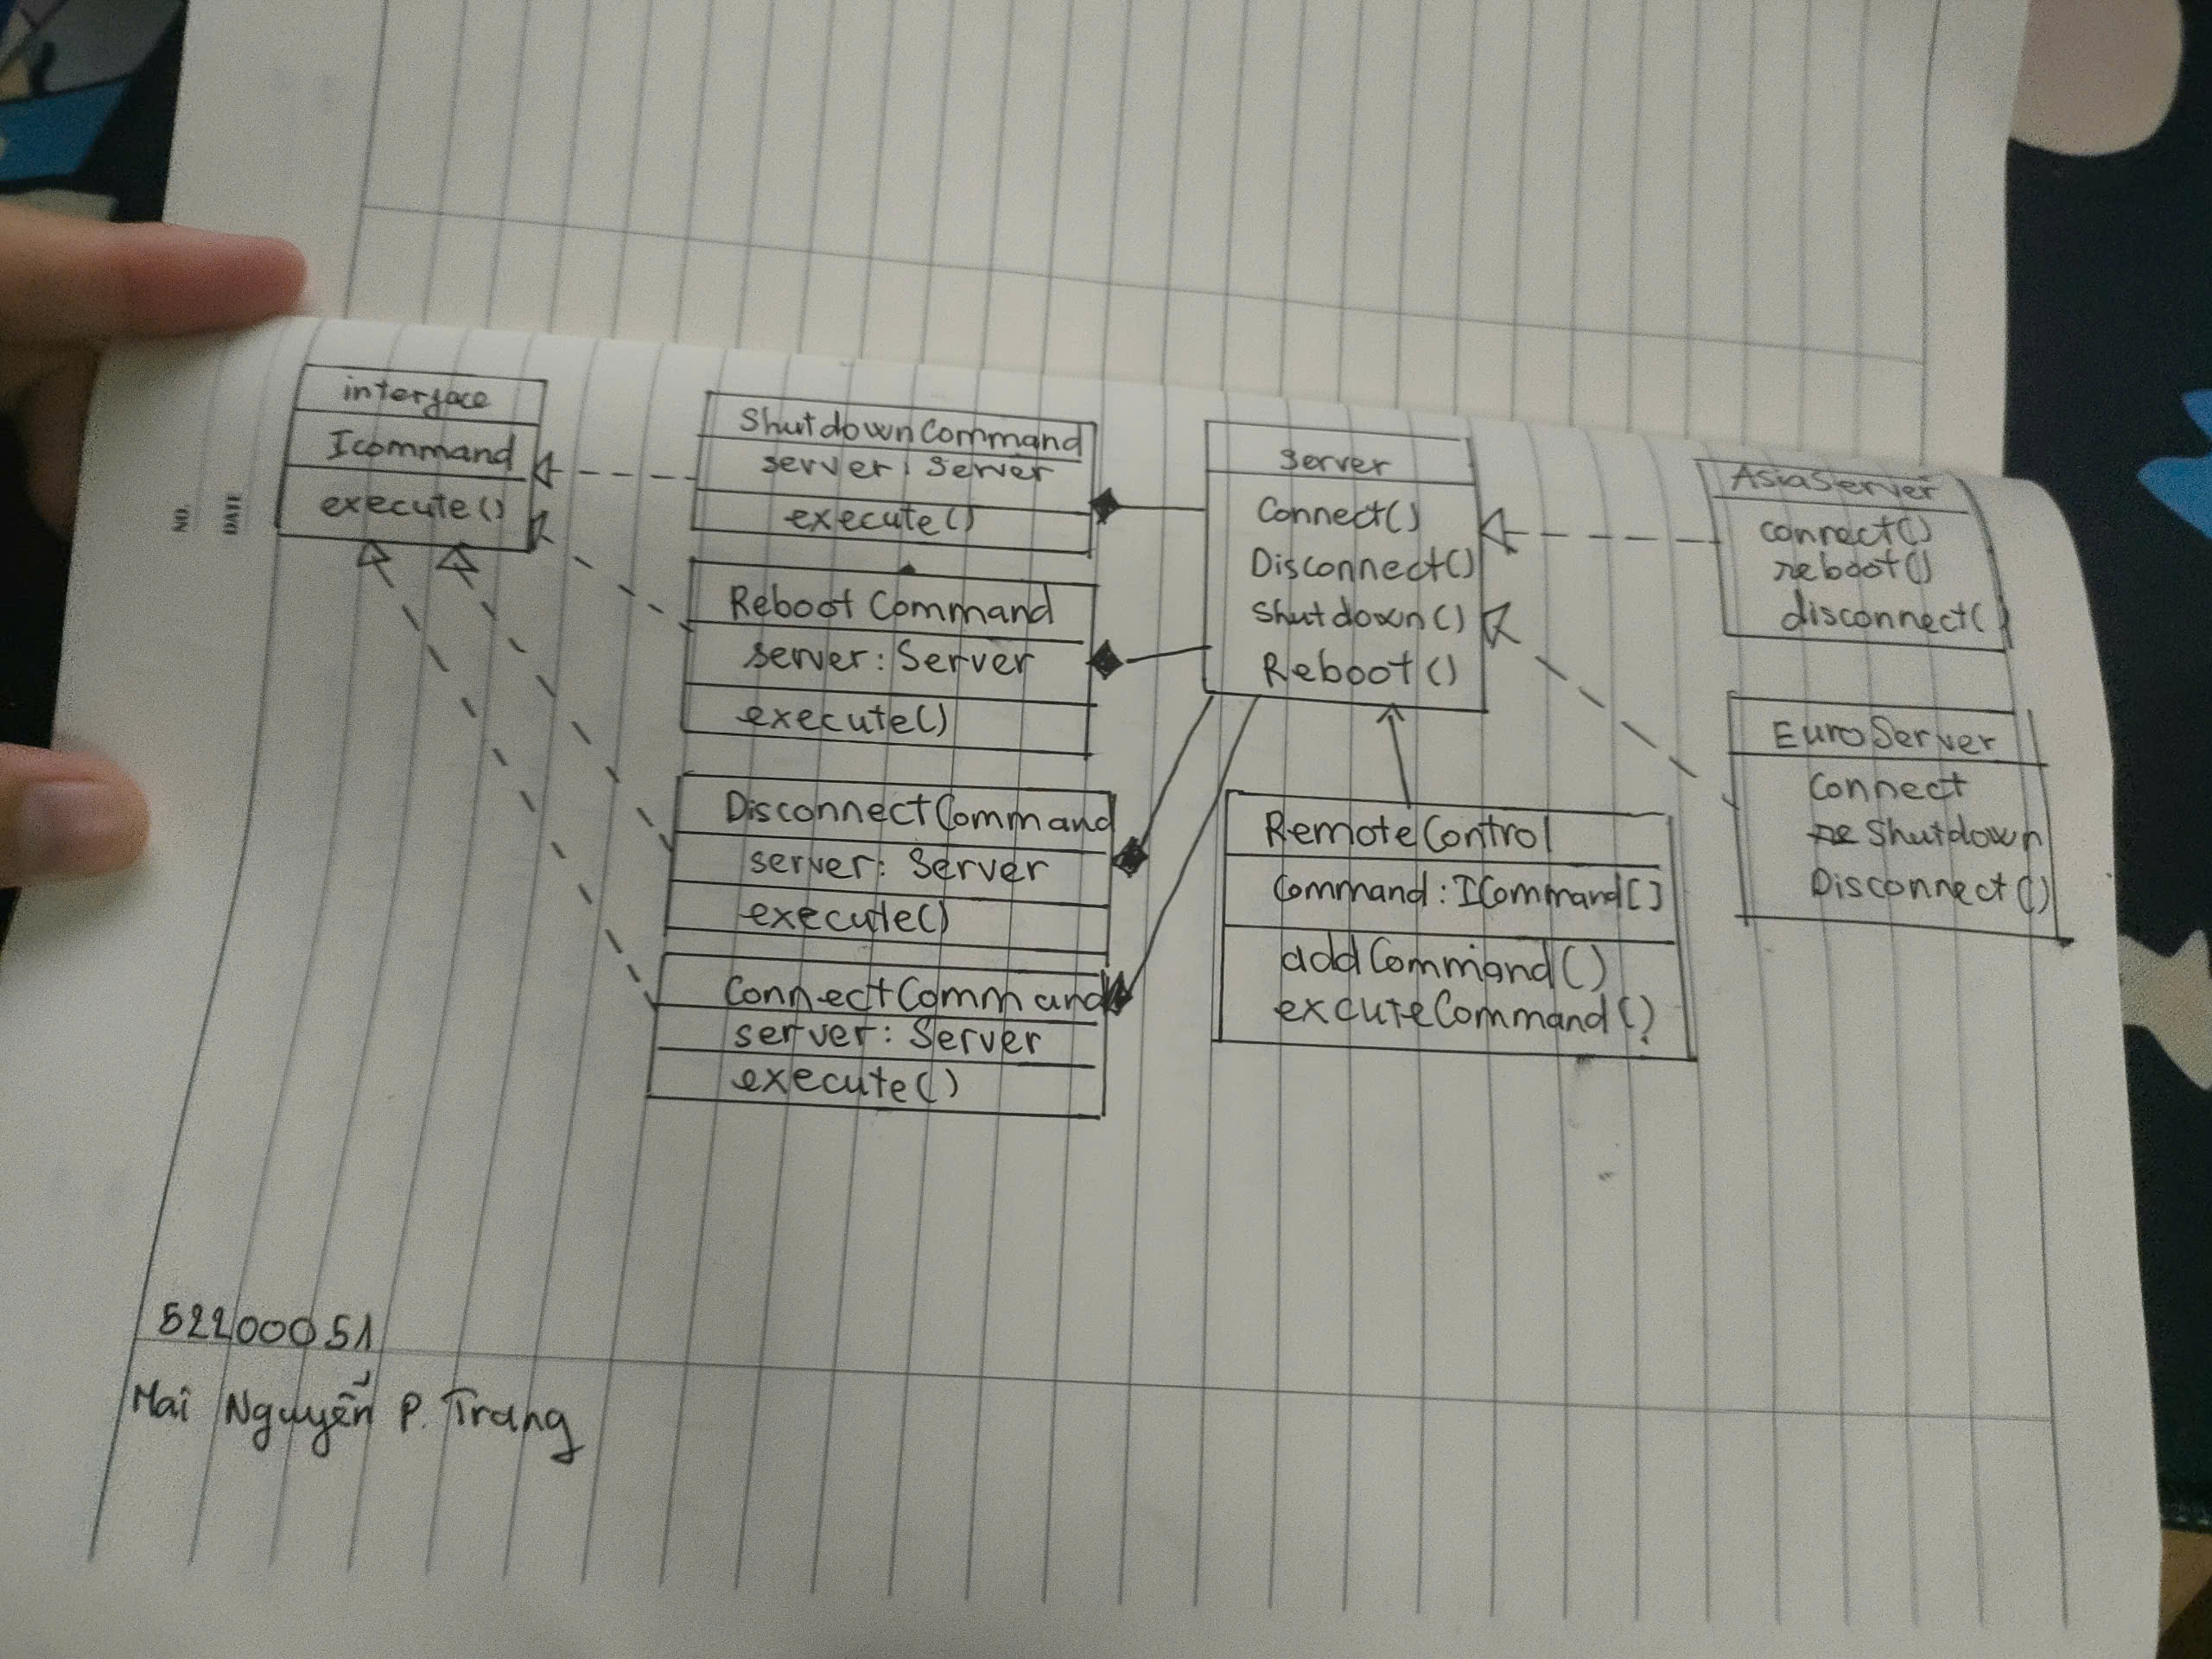 NO.
DATE
interface
Icommand
execute()
ShutdownCommand
server: Server
execute()
Reboot Command
server: Server
execute()
DisconnectCommand
server: Server
execute()
ConnectCommand
server: Server
execute()
server
Connect()
Disconnect()
Shutdown()
Reboot()
RemoteControl
Command: ICommand[]
addCommand()
excuteCommand()
AsiaServer
connect()
reboot()
disconnect()
EuroServer
Connect
re Shutdown
Disconnect()
52200051
Mai Nguyễn P. Trang